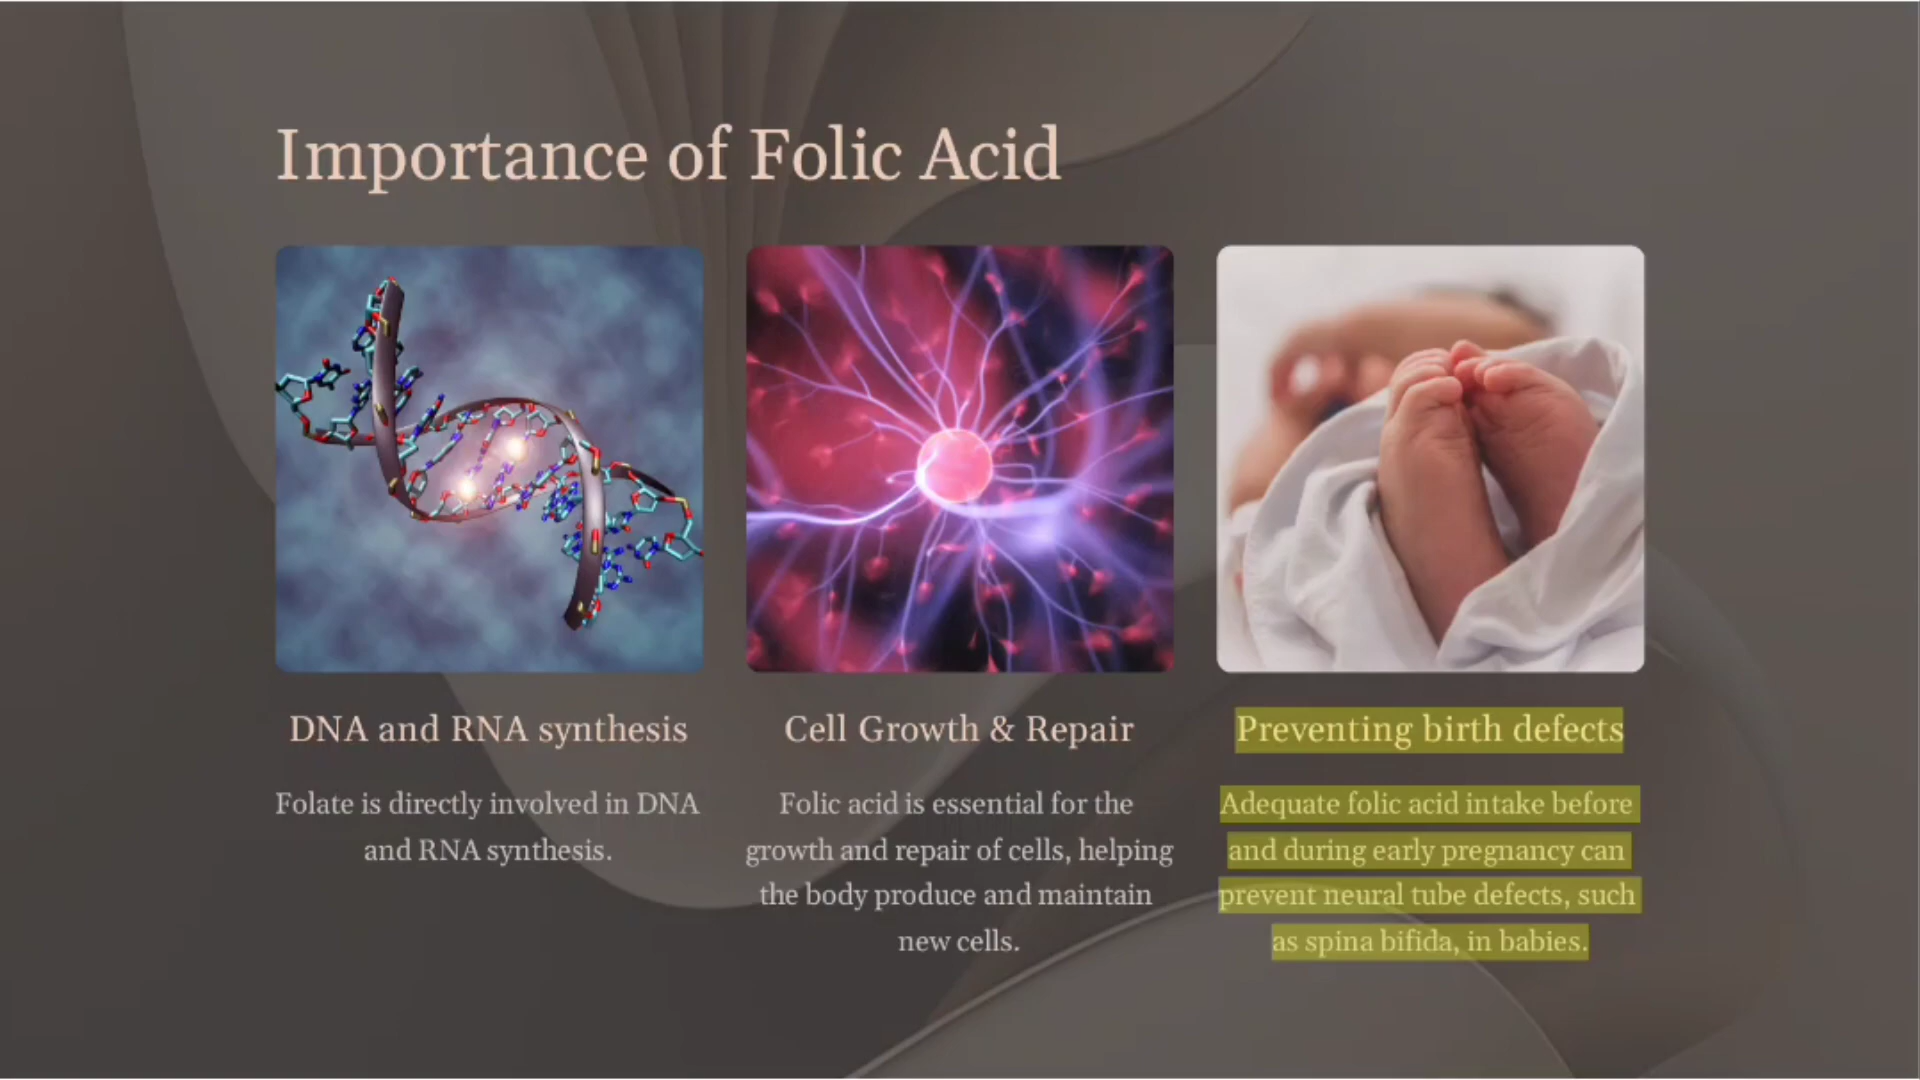 Importance of Folic Acid
DNA and RNA synthesis
Folate is directly involved in DNA
and RNA synthesis.
Cell Growth & Repair
Folic acid is essential for the
growth and repair of cells, helping
the body produce and maintain
new cells.
Preventing birth defects
Adequate folic acid intake before
and during early pregnancy can
prevent neural tube defects, such
as spina bifida, in babies.